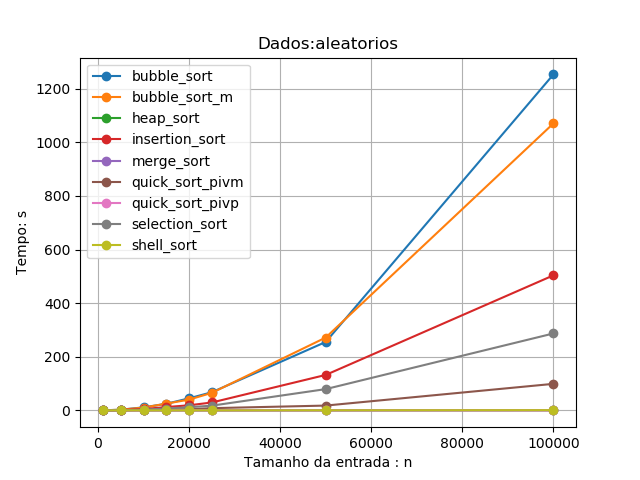 Dados:aleatorios
bubble_sort
bubble_sort_m
heap_sort
insertion_sort
merge_sort
quick_sort_pivm
quick_sort_pivp
selection_sort
shell_sort
Tempo: s
1200
1000
800
600
400
200
0
0 20000 40000 60000 80000 100000
Tamanho da entrada : n